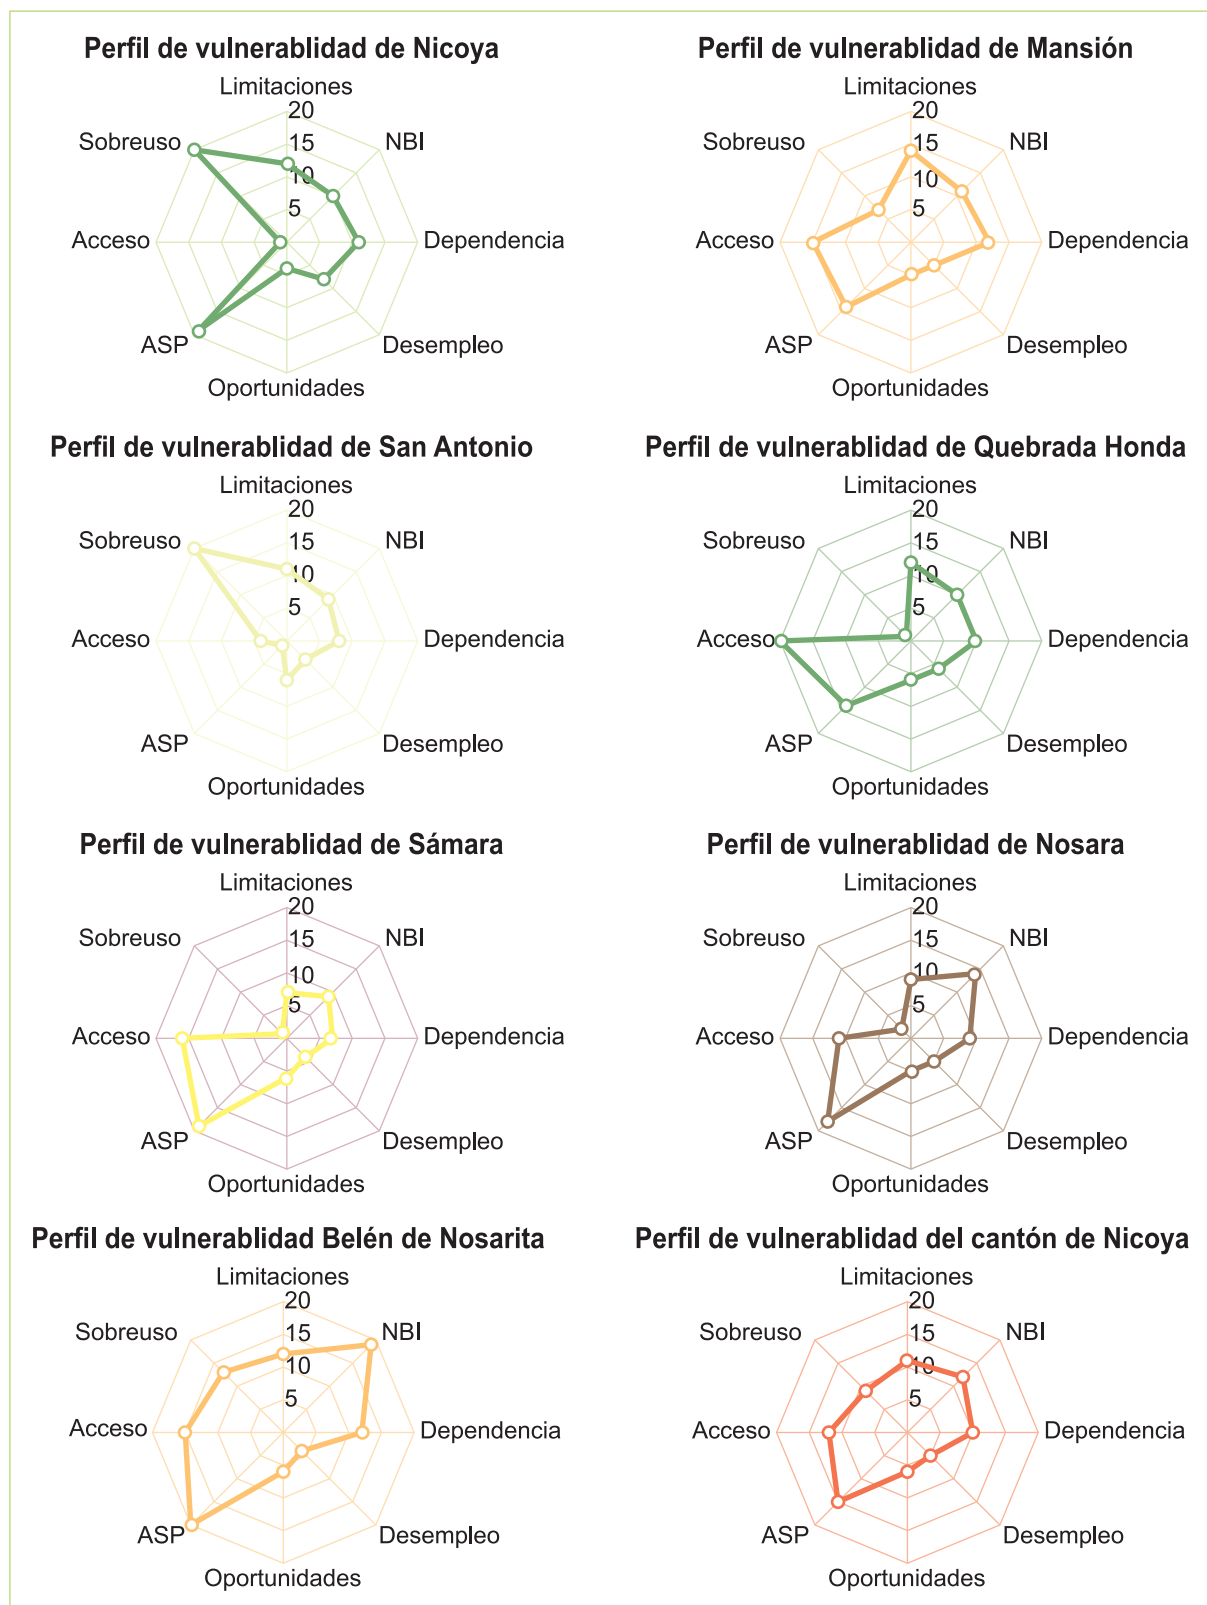 Perfil de vulnerablidad de Nicoya
Limitaciones
20
15
10
5
NBI
Dependencia
Desempleo
Oportunidades
ASP
Acceso
Sobreuso
Perfil de vulnerablidad de Mansión
Limitaciones
20
15
10
5
NBI
Dependencia
Desempleo
Oportunidades
ASP
Acceso
Sobreuso
Perfil de vulnerablidad de San Antonio
Limitaciones
20
15
10
5
NBI
Dependencia
Desempleo
Oportunidades
ASP
Acceso
Sobreuso
Perfil de vulnerablidad de Quebrada Honda
Limitaciones
20
15
10
5
NBI
Dependencia
Desempleo
Oportunidades
ASP
Acceso
Sobreuso
Perfil de vulnerablidad de Sámara
Limitaciones
20
15
10
5
NBI
Dependencia
Desempleo
Oportunidades
ASP
Acceso
Sobreuso
Perfil de vulnerablidad de Nosara
Limitaciones
20
15
10
5
NBI
Dependencia
Desempleo
Oportunidades
ASP
Acceso
Sobreuso
Perfil de vulnerablidad Belén de Nosarita
Limitaciones
20
15
10
5
NBI
Dependencia
Desempleo
Oportunidades
ASP
Acceso
Sobreuso
Perfil de vulnerablidad del cantón de Nicoya
Limitaciones
20
15
10
5
NBI
Dependencia
Desempleo
Oportunidades
ASP
Acceso
Sobreuso